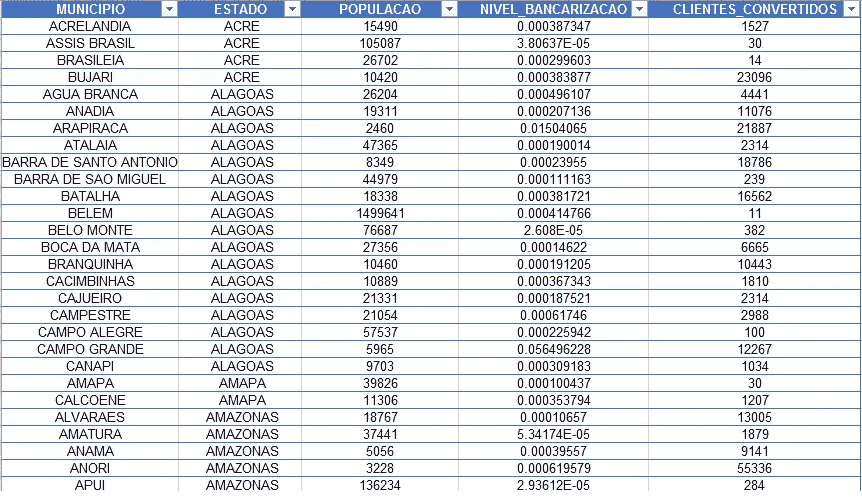 MUNICIPIO ESTADO POPULACAO NIVEL_BANCARIZACAO CLIENTES_CONVERTIDOS
ACRELANDIA ACRE 15490 0.000387347 1527
ASSIS BRASIL ACRE 105087 3.80637E-05 30
BRASILEIA ACRE 26702 0.000299603 14
BUJARI ACRE 10420 0.000383877 23096
AGUA BRANCA ALAGOAS 26204 0.000496107 4441
ANADIA ALAGOAS 19311 0.000207136 11076
ARAPIRACA ALAGOAS 2460 0.01504065 21887
ATALAIA ALAGOAS 47365 0.000190014 2314
BARRA DE SANTO ANTONIO ALAGOAS 8349 0.00023955 18786
BARRA DE SAO MIGUEL ALAGOAS 44979 0.000111163 239
BATALHA ALAGOAS 18338 0.000381721 16562
BELEM ALAGOAS 1499641 0.000414766 11
BELO MONTE ALAGOAS 76687 2.608E-05 382
BOCA DA MATA ALAGOAS 27356 0.00014622 6665
BRANQUINHA ALAGOAS 10460 0.000191205 10443
CACIMBINHAS ALAGOAS 10889 0.000367343 1810
CAJUEIRO ALAGOAS 21331 0.000187521 2314
CAMPESTRE ALAGOAS 21054 0.00061746 2988
CAMPO ALEGRE ALAGOAS 57537 0.000225942 100
CAMPO GRANDE ALAGOAS 5965 0.056496228 12267
CANAPI ALAGOAS 9703 0.000309183 1034
AMAPA AMAPA 39826 0.000100437 30
CALCOENE AMAPA 11306 0.000353794 1207
ALVARAES AMAZONAS 18767 0.00010657 13005
AMATURA AMAZONAS 37441 5.34174E-05 1879
ANAMA AMAZONAS 5056 0.00039557 9141
ANORI AMAZONAS 3228 0.000619579 55336
APUI AMAZONAS 136234 2.93612E-05 284